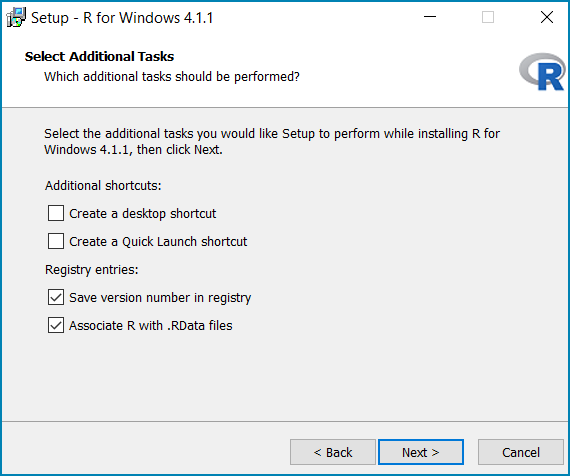 Setup - R for Windows 4.1.1
Select Additional Tasks
Which additional tasks should be performed?
R
Select the additional tasks you would like Setup to perform while installing R for
Windows 4.1.1, then click Next.
Additional shortcuts:
Create a desktop shortcut
Create a Quick Launch shortcut
Registry entries:
Save version number in registry
Associate R with .RData files
< Back
Next >
Cancel